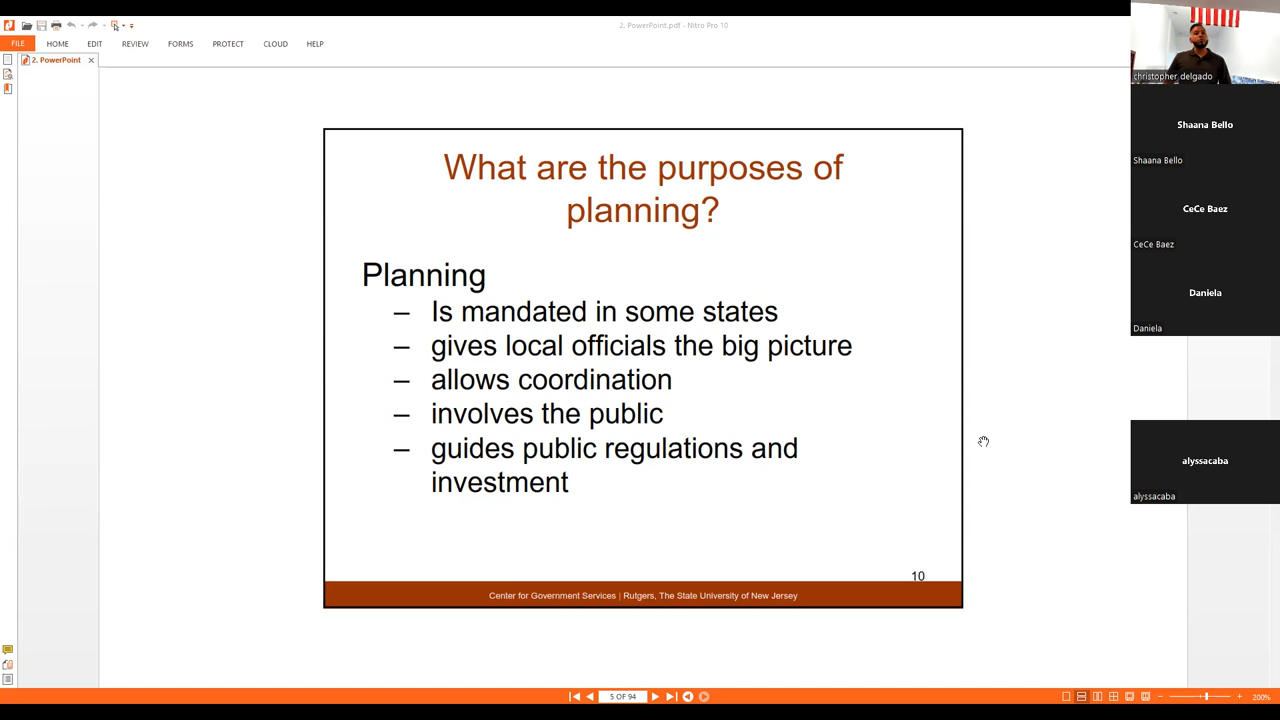 2. PowerPoint.pdf - Nitro Pro 10
FILE HOME EDIT REVIEW FORMS PROTECT CLOUD HELP
2. PowerPoint
What are the purposes of
planning?
Planning
– Is mandated in some states
– gives local officials the big picture
– allows coordination
– involves the public
– guides public regulations and
investment
10
Center for Government Services | Rutgers, The State University of New Jersey
5 OF 94
200%
christopher delgado
Shaana Bello
Shaana Bello
CeCe Baez
CeCe Baez
Daniela
Daniela
alyssacaba
alyssacaba